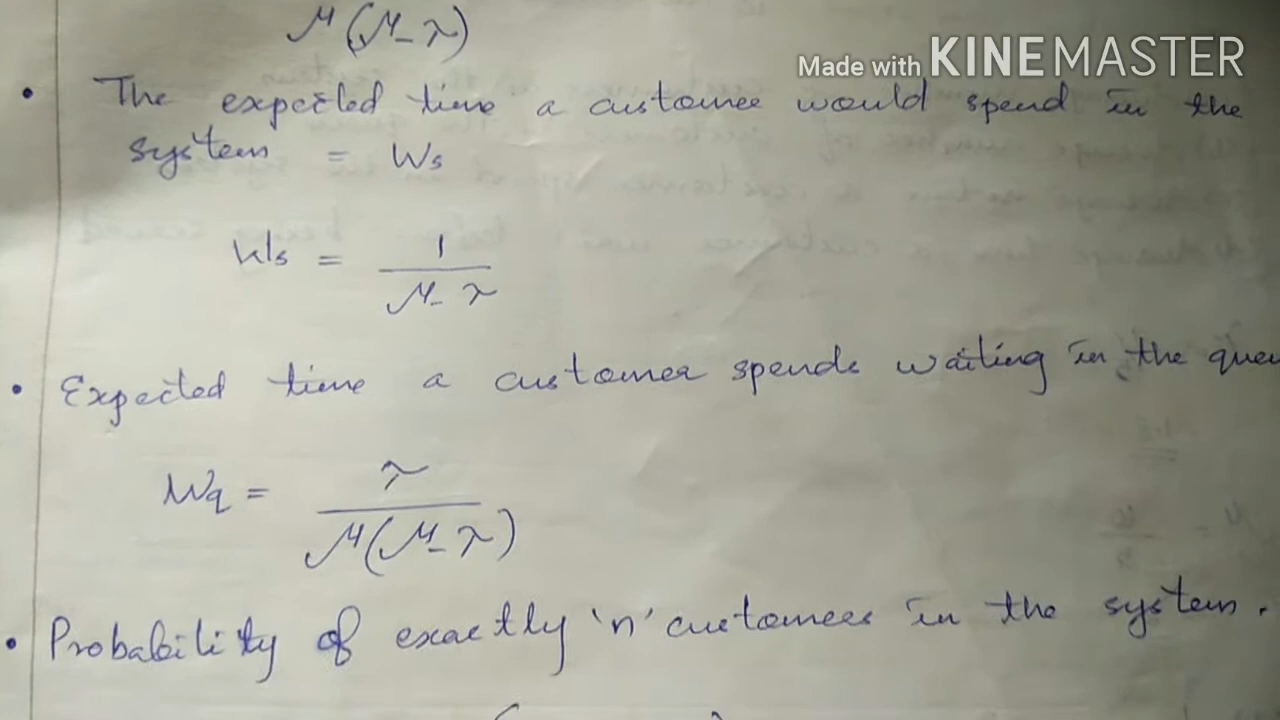 μ(μ-λ)
Made with KINEMASTER
• The expected time a customer would spend in the
system = Ws
Ws = 1
μ-λ
• Expected time a customer spends waiting in the queu
Wq = λ
μ(μ-λ)
• Probability of exactly 'n' customers in the system.